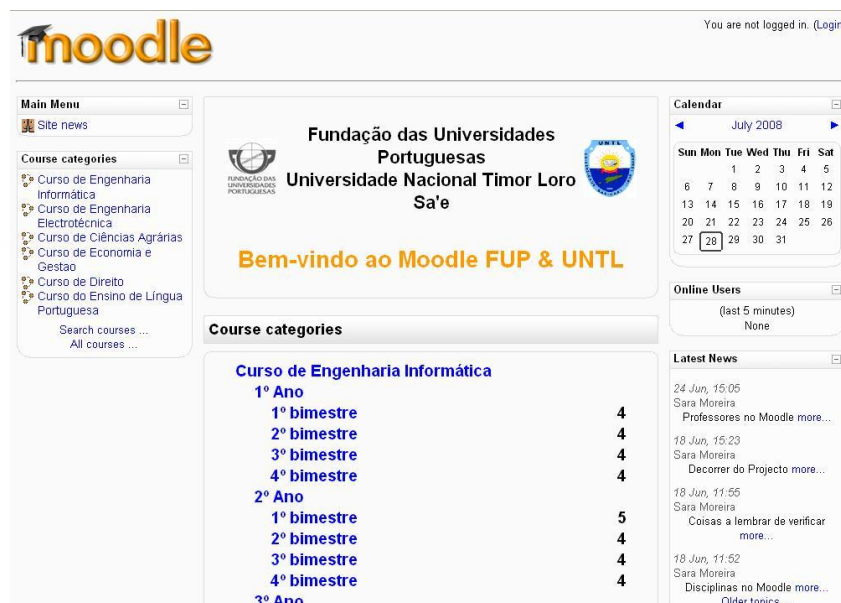 moodle
You are not logged in. (Login
Main Menu
Site news
Course categories
Curso de Engenharia
Informática
Curso de Engenharia
Electrotécnica
Curso de Ciências Agrárias
Curso de Economia e
Gestao
Curso de Direito
Curso do Ensino de Língua
Portuguesa
Search courses ...
All courses ...
FUNDAÇÃO DAS
UNIVERSIDADES
PORTUGUESAS
Fundação das Universidades
Portuguesas
Universidade Nacional Timor Loro
Sa'e
UNTL
Bem-vindo ao Moodle FUP & UNTL
Course categories
Curso de Engenharia Informática
1º Ano
1º bimestre 4
2º bimestre 4
3º bimestre 4
4º bimestre 4
2º Ano
1º bimestre 5
2º bimestre 4
3º bimestre 4
4º bimestre 4
3º Ano
Calendar
July 2008
Sun Mon Tue Wed Thu Fri Sat
1 2 3 4 5
6 7 8 9 10 11 12
13 14 15 16 17 18 19
20 21 22 23 24 25 26
27 28 29 30 31
Online Users
(last 5 minutes)
None
Latest News
24 Jun, 15:05
Sara Moreira
Professores no Moodle more...
18 Jun, 15:23
Sara Moreira
Decorrer do Projecto more...
18 Jun, 11:55
Sara Moreira
Coisas a lembrar de verificar
more...
18 Jun, 11:52
Sara Moreira
Disciplinas no Moodle more...
Older topics ...